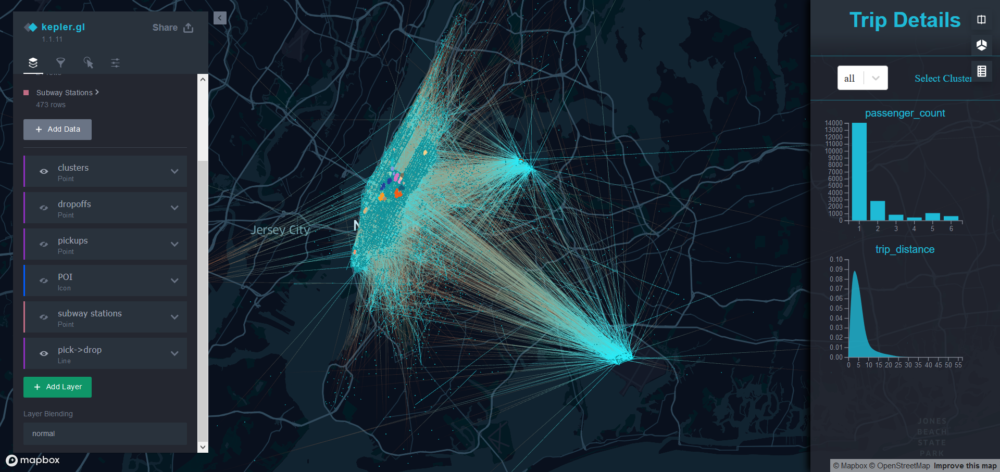 kepler.gl
1.1.11
Share
Subway Stations
473 rows
+ Add Data
clusters
Point
dropoffs
Point
pickups
Point
POI
Icon
subway stations
Point
pick->drop
Line
+ Add Layer
Layer Blending
normal
mapbox
Jersey City
N
Trip Details
all
Select Cluster
passenger_count
14000
13000
12000
11000
10000
9000
8000
7000
6000
5000
4000
3000
2000
1000
0
1 2 3 4 5 6
trip_distance
0.10
0.09
0.08
0.07
0.06
0.05
0.04
0.03
0.02
0.01
0.00
0 5 10 15 20 25 30 35 40 45 50 55
JONES
BEACH
STATE
PARK
© Mapbox © OpenStreetMap Improve this map